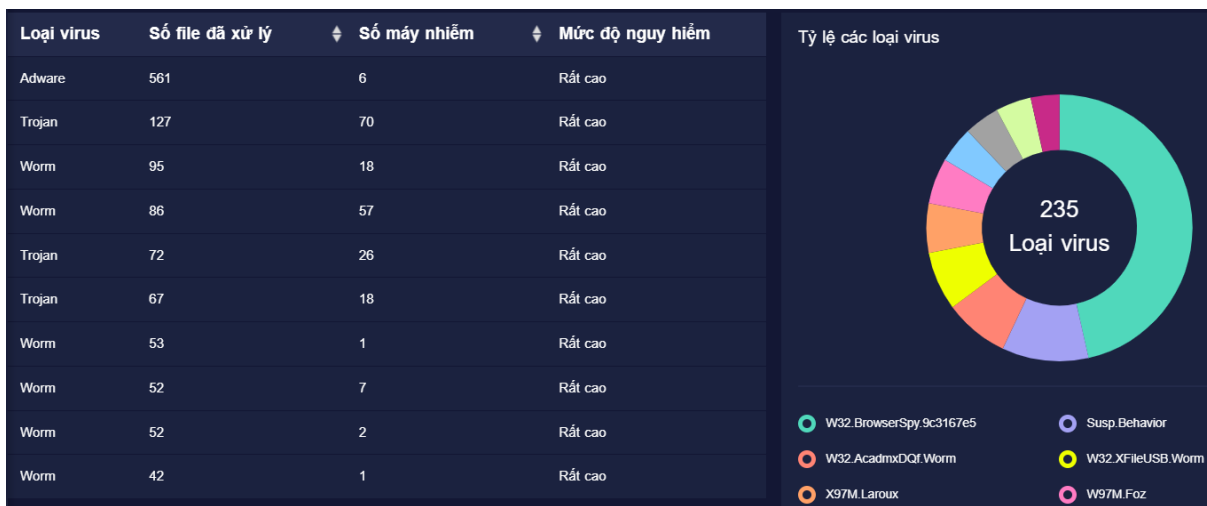 Loại virus Số file đã xử lý Số máy nhiễm Mức độ nguy hiểm
Adware 561 6 Rất cao
Trojan 127 70 Rất cao
Worm 95 18 Rất cao
Worm 86 57 Rất cao
Trojan 72 26 Rất cao
Trojan 67 18 Rất cao
Worm 53 1 Rất cao
Worm 52 7 Rất cao
Worm 52 2 Rất cao
Worm 42 1 Rất cao
Tỷ lệ các loại virus
235
Loại virus
W32.BrowserSpy.9c3167e5 Susp.Behavior
W32.AcadmxDQf.Worm W32.XFileUSB.Worm
X97M.Laroux W97M.Foz